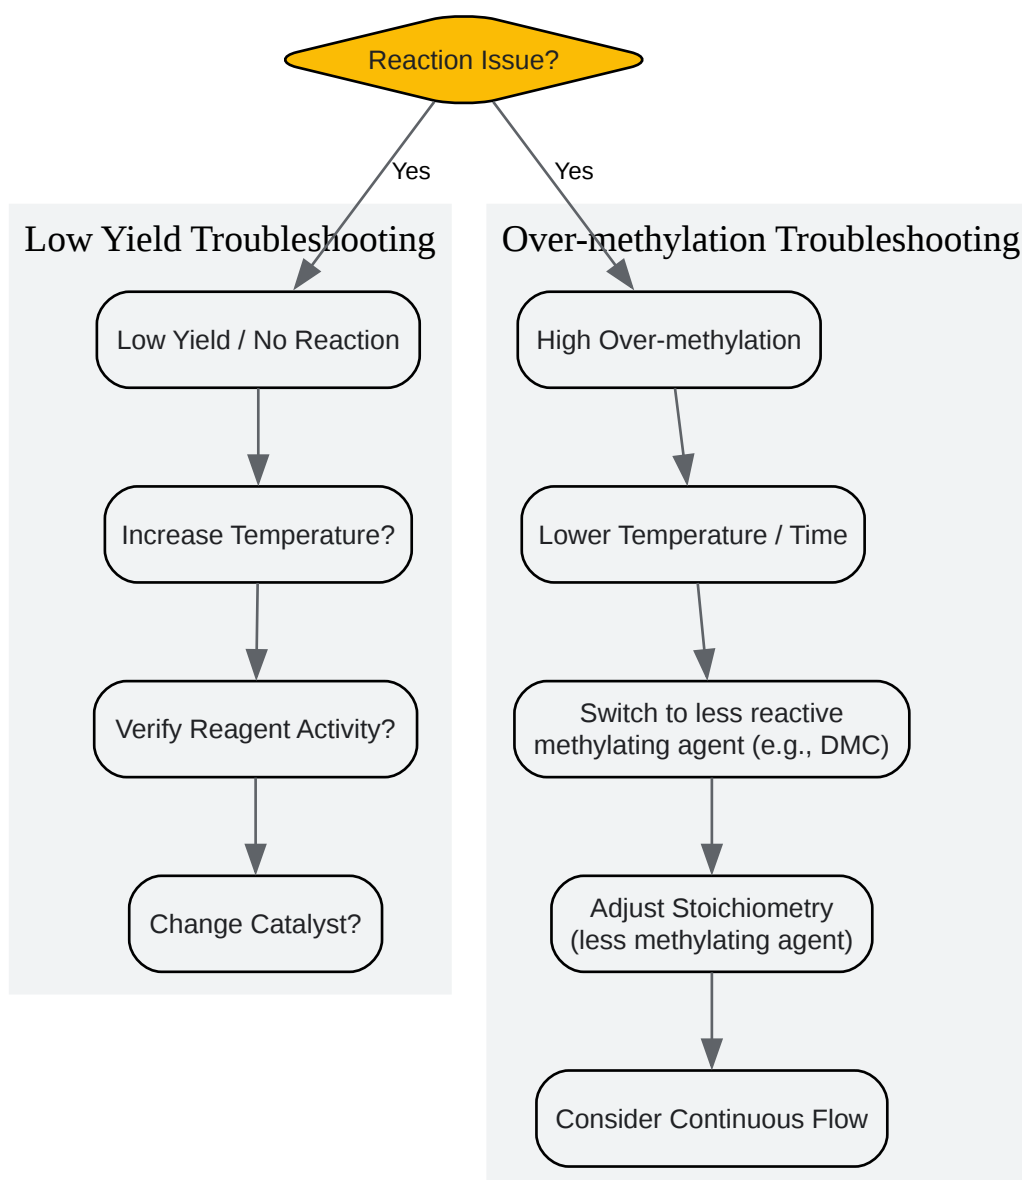 Reaction Issue?
Yes
Yes
Low Yield Troubleshooting
Low Yield / No Reaction
Increase Temperature?
Verify Reagent Activity?
Change Catalyst?
Over-methylation Troubleshooting
High Over-methylation
Lower Temperature / Time
Switch to less reactive
methylating agent (e.g., DMC)
Adjust Stoichiometry
(less methylating agent)
Consider Continuous Flow